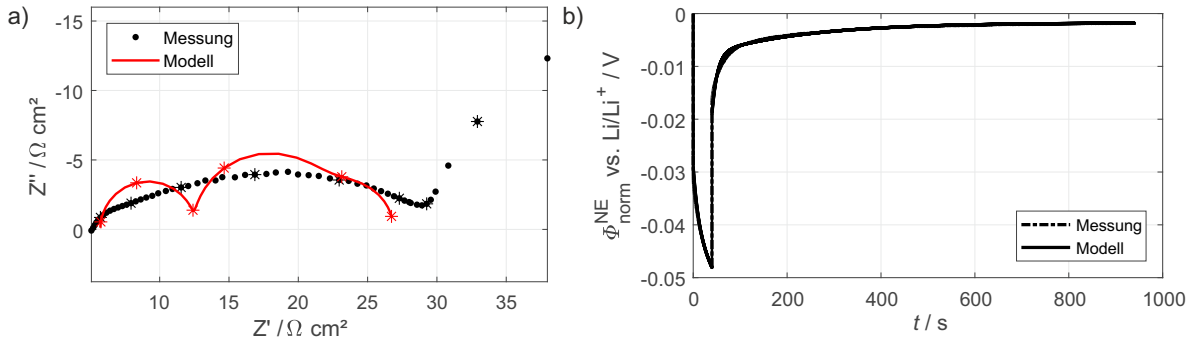 a)
-15
-10
-5
0
Z'' / Ω cm²
Messung
Modell
10
15
20
25
30
35
Z' / Ω cm²
b)
0
-0.01
-0.02
-0.03
-0.04
-0.05
Φ^NE_norm vs. Li/Li⁺ / V
Messung
Modell
0
200
400
600
800
1000
t / s